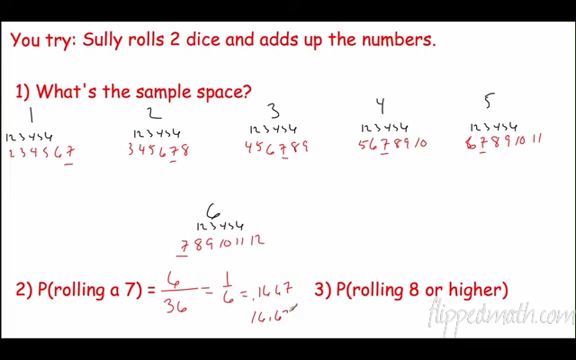 You try: Sully rolls 2 dice and adds up the numbers.
1) What's the sample space?
1 2 3 4 5
123456 123456 123456 123456 123456
234567 345678 456789 5678910 67891011
6
123456
789101112
2) P(rolling a 7) = 6/36 = 1/6 = .1667 3) P(rolling 8 or higher)
16.67
flippedmath.com